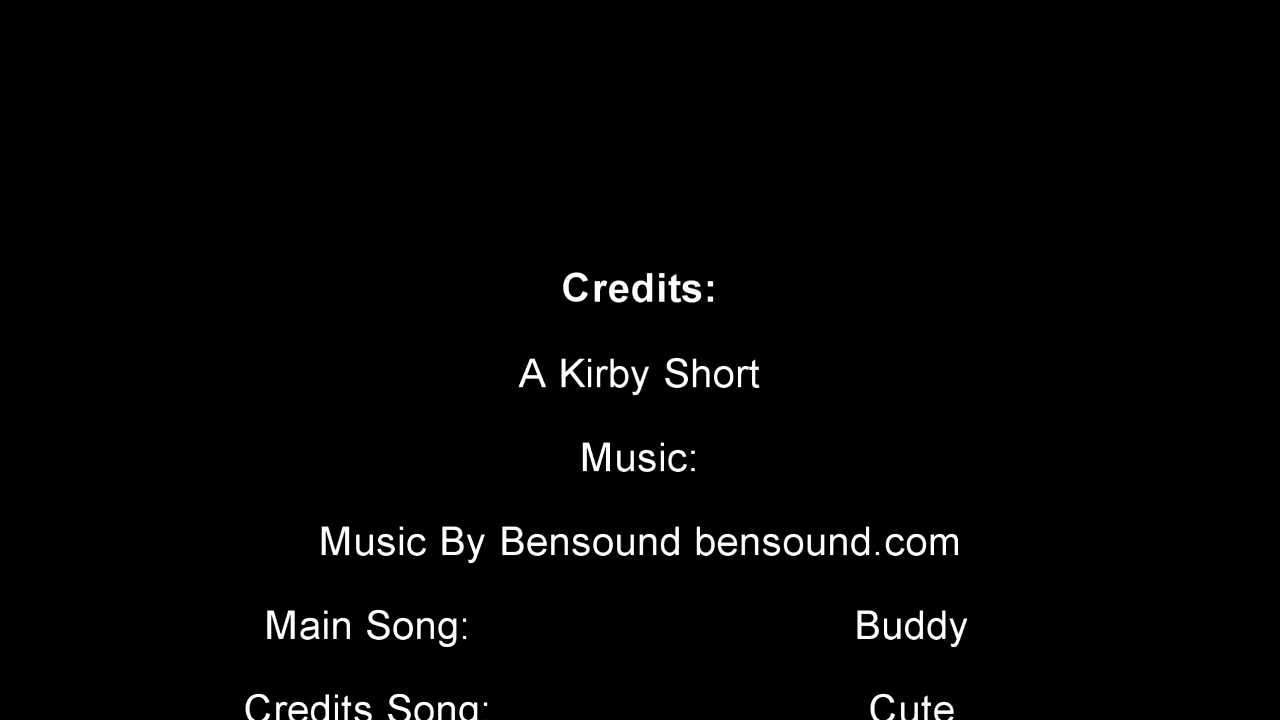 Credits:
A Kirby Short
Music:
Music By Bensound bensound.com
Main Song: Buddy
Credits Song: Cute